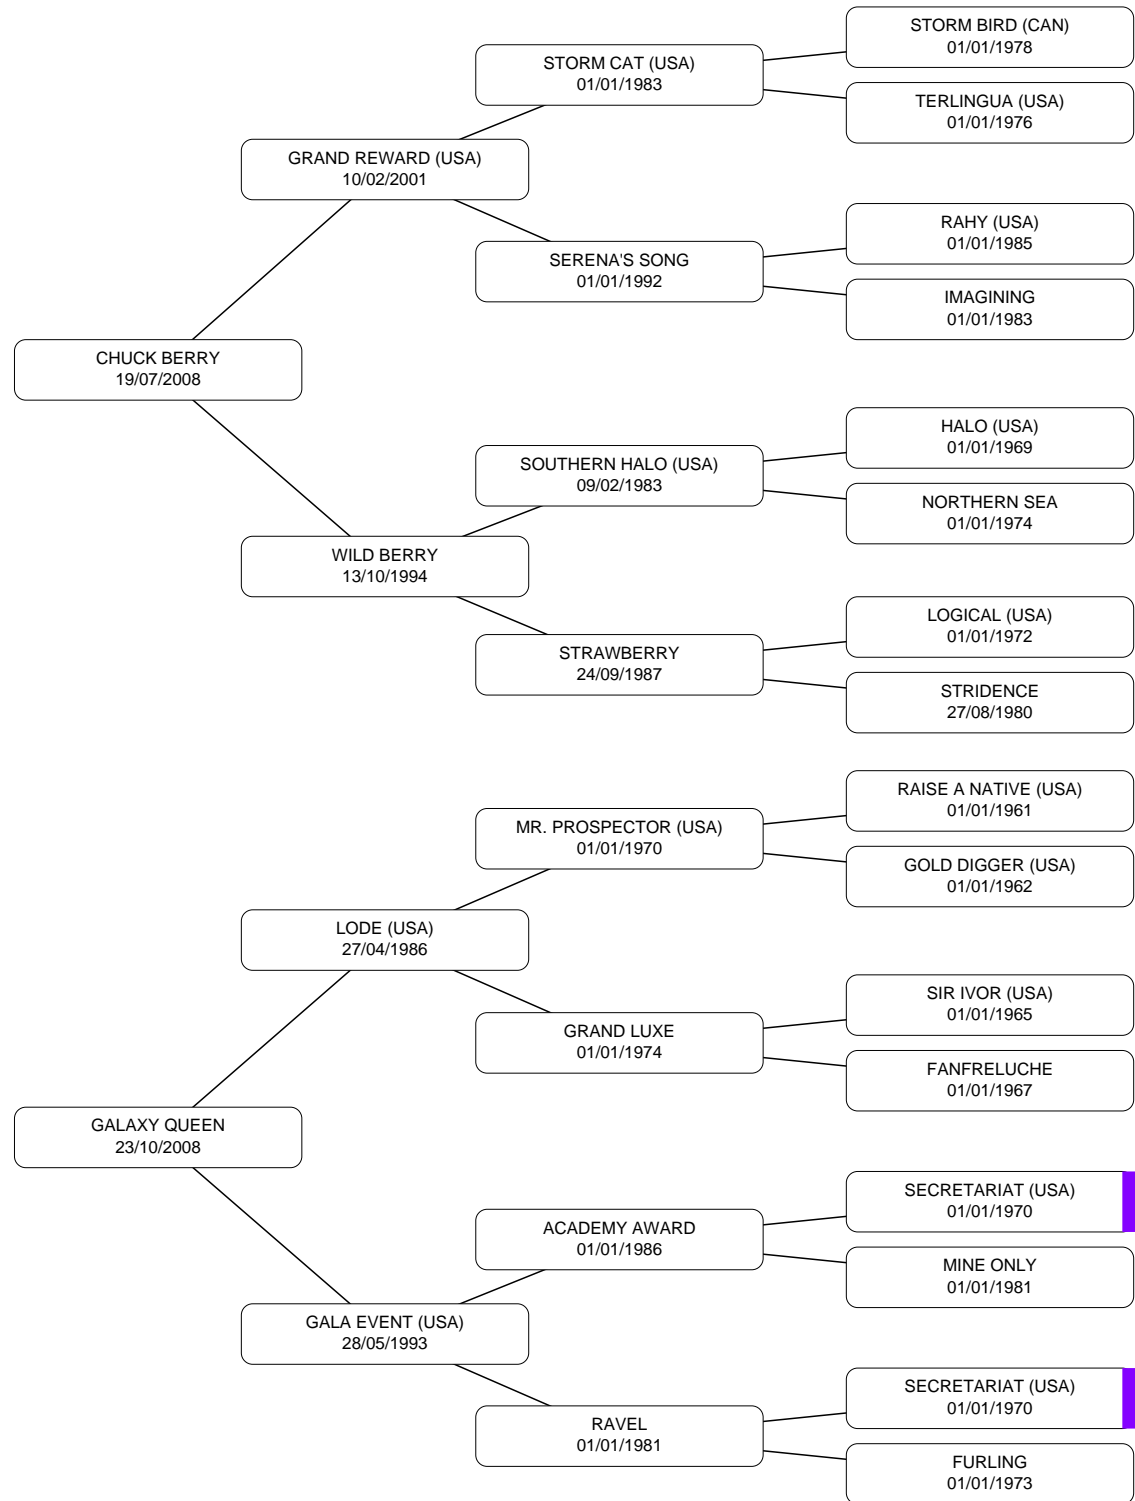 STORM BIRD (CAN)
01/01/1978
STORM CAT (USA)
01/01/1983
TERLINGUA (USA)
01/01/1976
GRAND REWARD (USA)
10/02/2001
RAHY (USA)
01/01/1985
SERENA'S SONG
01/01/1992
IMAGINING
01/01/1983
CHUCK BERRY
19/07/2008
HALO (USA)
01/01/1969
SOUTHERN HALO (USA)
09/02/1983
NORTHERN SEA
01/01/1974
WILD BERRY
13/10/1994
LOGICAL (USA)
01/01/1972
STRAWBERRY
24/09/1987
STRIDENCE
27/08/1980
RAISE A NATIVE (USA)
01/01/1961
MR. PROSPECTOR (USA)
01/01/1970
GOLD DIGGER (USA)
01/01/1962
LODE (USA)
27/04/1986
SIR IVOR (USA)
01/01/1965
GRAND LUXE
01/01/1974
FANFRELUCHE
01/01/1967
GALAXY QUEEN
23/10/2008
SECRETARIAT (USA)
01/01/1970
ACADEMY AWARD
01/01/1986
MINE ONLY
01/01/1981
GALA EVENT (USA)
28/05/1993
SECRETARIAT (USA)
01/01/1970
RAVEL
01/01/1981
FURLING
01/01/1973